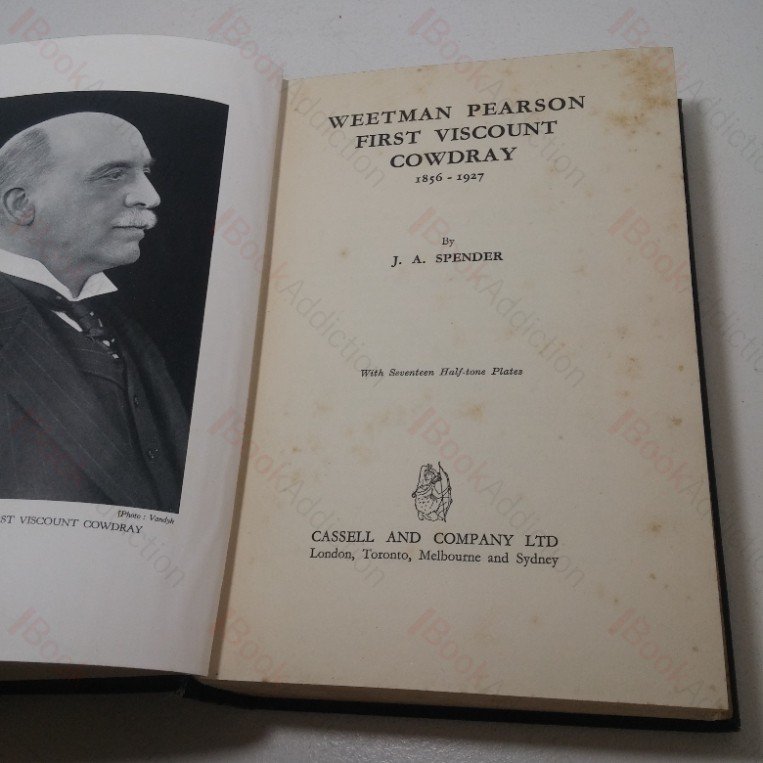 [Photo : Vandyk
ST VISCOUNT COWDRAY
WEETMAN PEARSON
FIRST VISCOUNT
COWDRAY
1856 - 1927
By
J. A. SPENDER
With Seventeen Half-tone Plates
CASSELL AND COMPANY LTD
London, Toronto, Melbourne and Sydney
BookAddiction